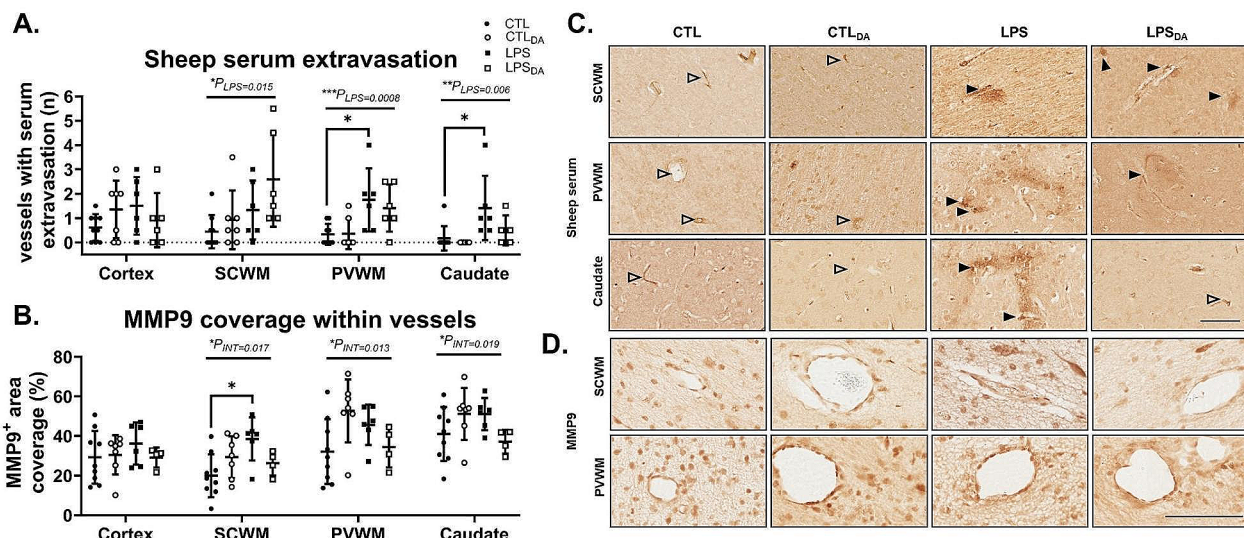 A.
CTL
CTLDA
LPS
LPSDA
Sheep serum extravasation
*PLPS=0.015
***PLPS=0.0008
**PLPS=0.006
vessels with serum
extravasation (n)
6
5
4
3
2
1
0
*
*
Cortex
SCWM
PVWM
Caudate
B.
MMP9 coverage within vessels
*PINT=0.017
*PINT=0.013
*PINT=0.019
MMP9+ area
coverage (%)
80
60
40
20
0
*
Cortex
SCWM
PVWM
Caudate
C.
CTL
CTLDA
LPS
LPSDA
Sheep serum
SCWM
PVWM
Caudate
D.
MMP9
SCWM
PVWM